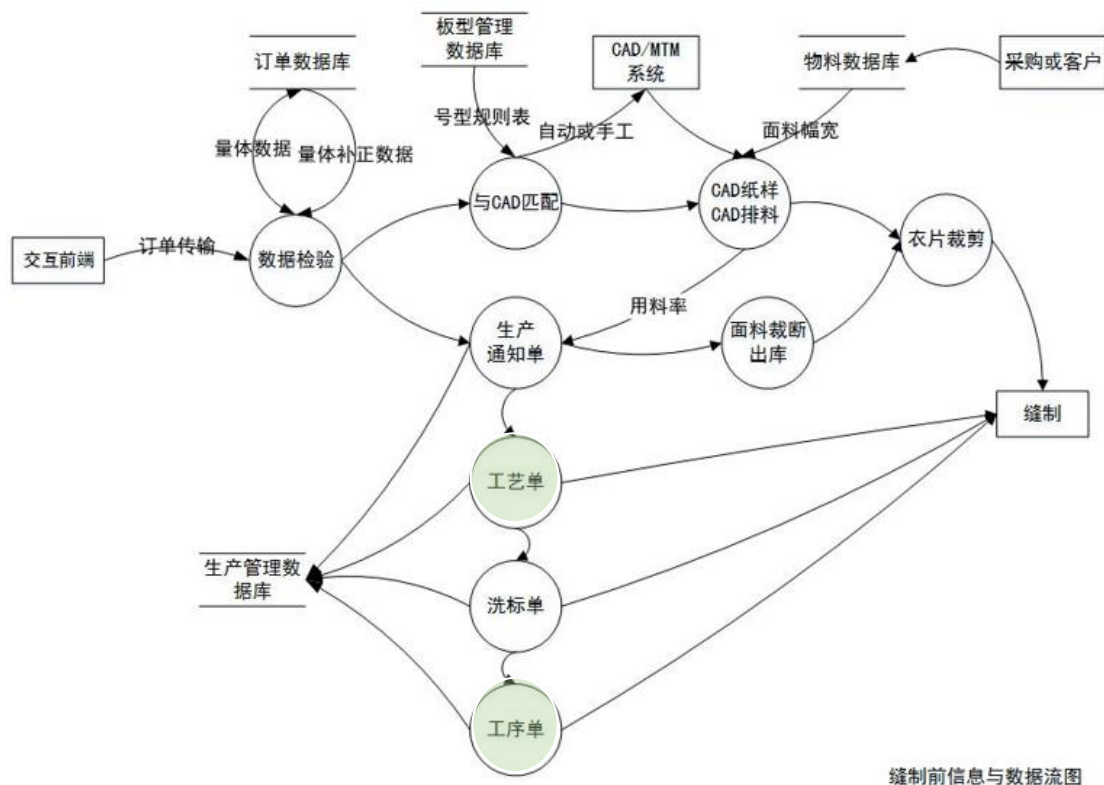 板型管理
数据库
订单数据库
CAD/MTM
系统
物料数据库
采购或客户
号型规则表
自动或手工
面料幅宽
量体数据
量体补正数据
与CAD匹配
CAD纸样
CAD排料
衣片裁剪
交互前端
订单传输
数据检验
用料率
生产
通知单
面料裁断
出库
缝制
工艺单
生产管理数
据库
洗标单
工序单
缝制前信息与数据流图